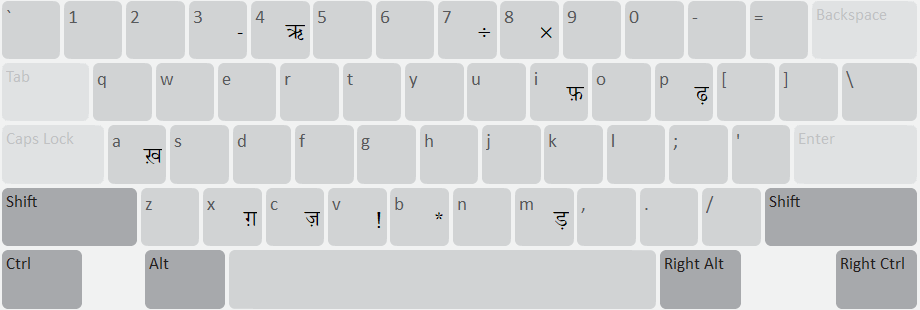 ` 1 2 3 - 4 ऋ 5 6 7 ÷ 8 × 9 0 - = Backspace
Tab q w e r t y u i फ़ o p ढ़ [ ] \
Caps Lock a ख़ s d f g h j k l ; ' Enter
Shift z x ग़ c ज़ v ! b * n m ड़ , . / Shift
Ctrl Alt Right Alt Right Ctrl